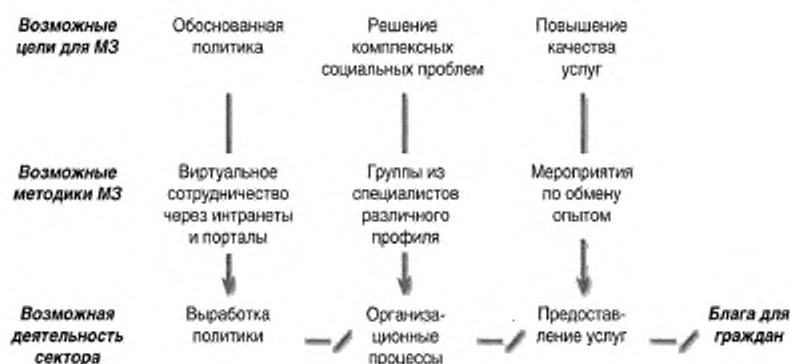 Возможные
цели для МЗ
Обоснованная
политика
Решение
комплексных
социальных проблем
Повышение
качества
услуг
Возможные
методики МЗ
Виртуальное
сотрудничество
через интранеты
и порталы
Группы из
специалистов
различного
профиля
Мероприятия
по обмену
опытом
Возможная
деятельность
сектора
Выработка
политики
Организа-
ционные
процессы
Предостав-
ление услуг
Блага для
граждан